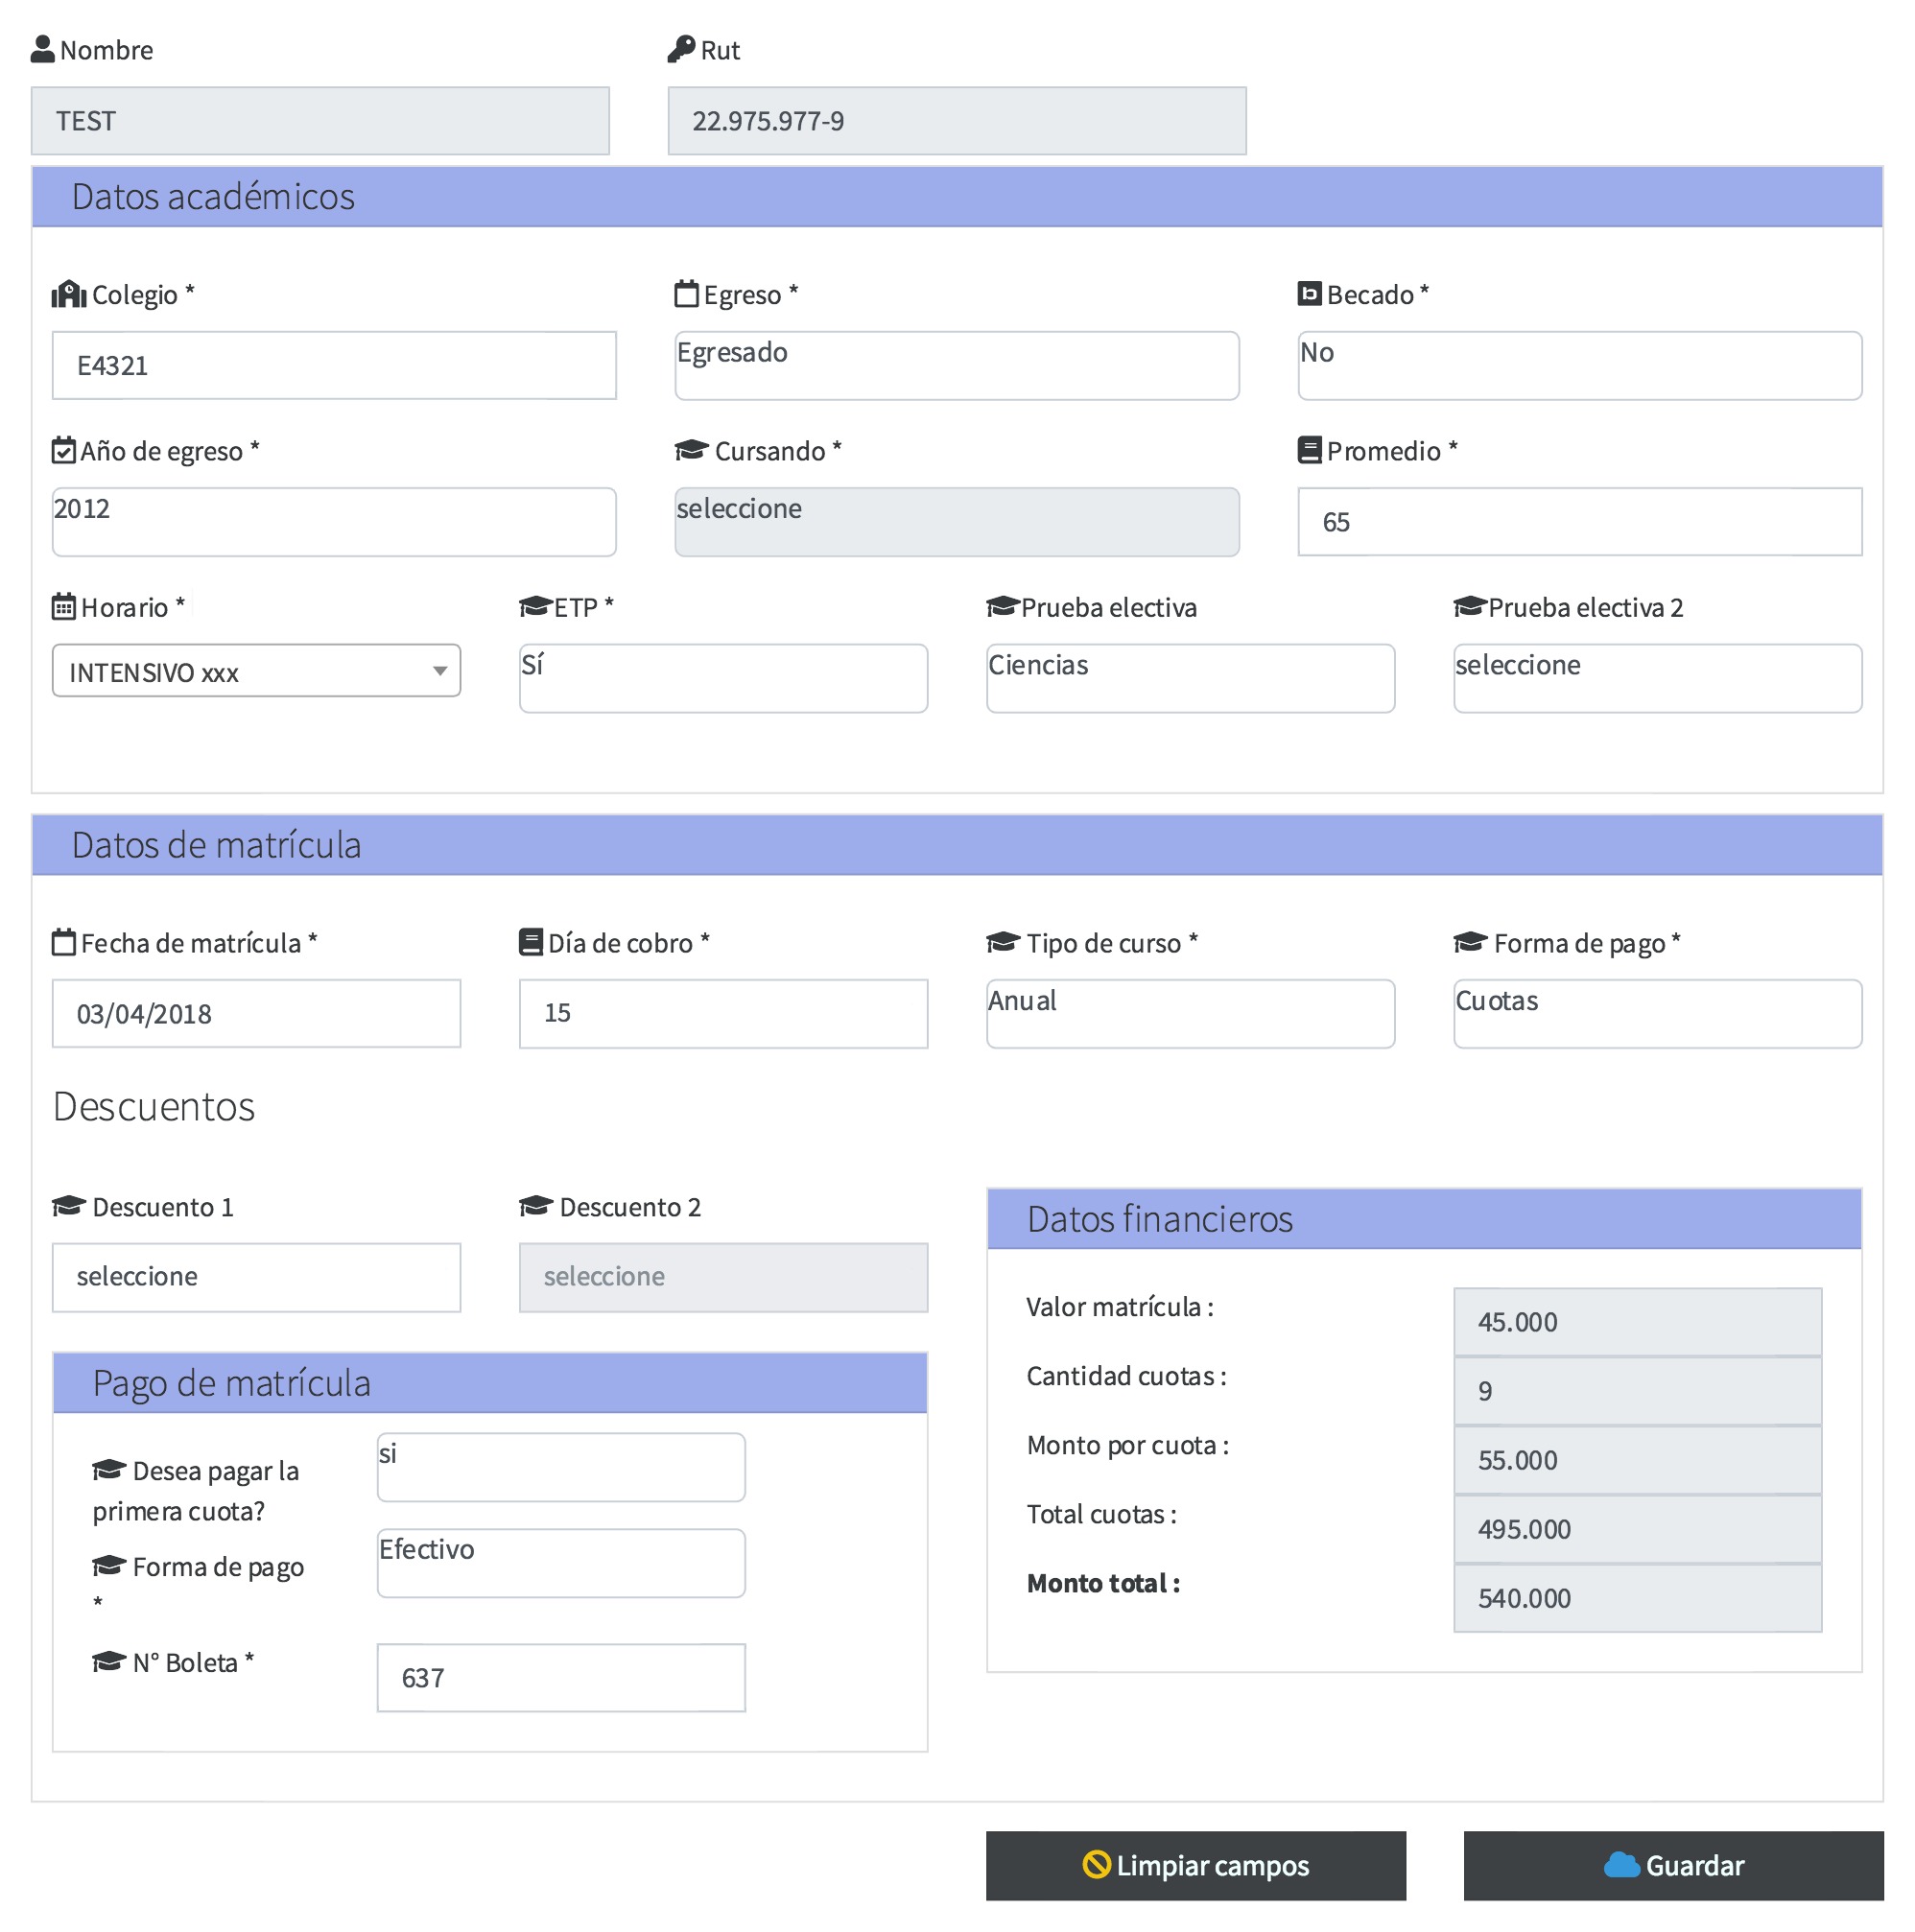 Nombre
Rut
TEST
22.975.977-9
Datos académicos
Colegio *
Egreso *
Becado *
E4321
Egresado
No
Año de egreso *
Cursando *
Promedio *
2012
seleccione
65
Horario *
ETP *
Prueba electiva
Prueba electiva 2
INTENSIVO xxx
Sí
Ciencias
seleccione
Datos de matrícula
Fecha de matrícula *
Día de cobro *
Tipo de curso *
Forma de pago *
03/04/2018
15
Anual
Cuotas
Descuentos
Descuento 1
Descuento 2
seleccione
seleccione
Pago de matrícula
Desea pagar la
primera cuota?
si
Forma de pago
*
Efectivo
N° Boleta *
637
Datos financieros
Valor matrícula :
45.000
Cantidad cuotas :
9
Monto por cuota :
55.000
Total cuotas :
495.000
Monto total :
540.000
Limpiar campos
Guardar